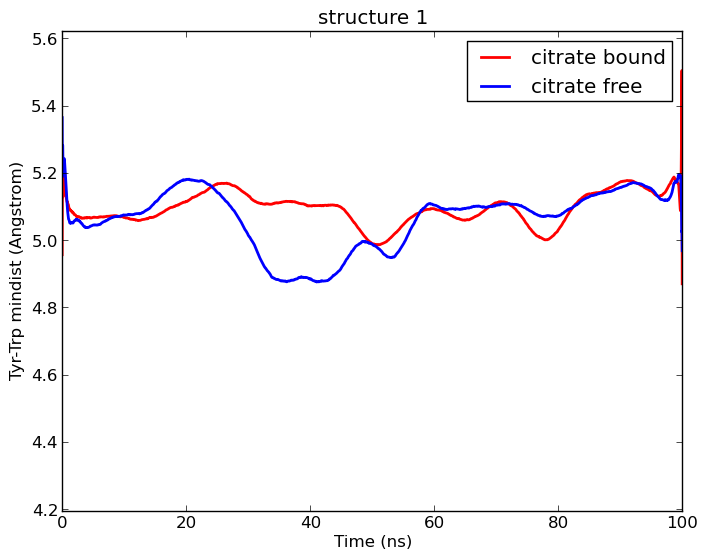 structure 1
citrate bound
citrate free
Tyr-Trp mindist (Angstrom)
5.6
5.4
5.2
5.0
4.8
4.6
4.4
4.2
0 20 40 60 80 100
Time (ns)